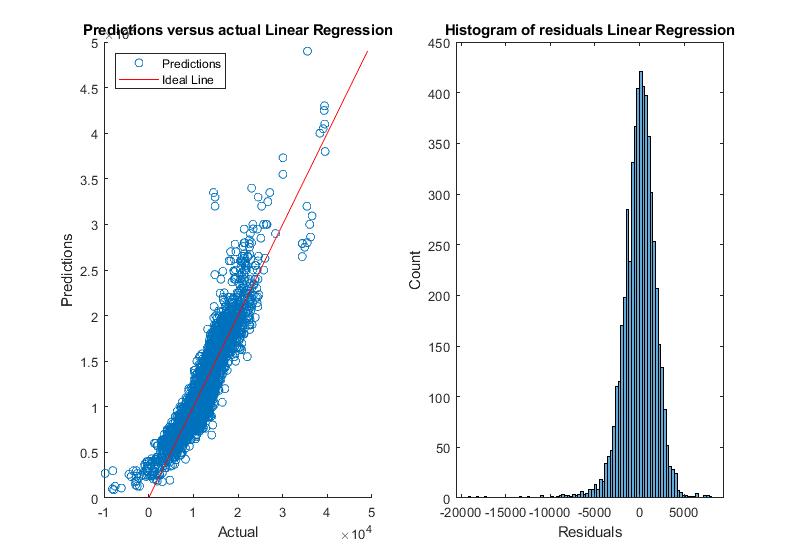 Predictions versus actual Linear Regression
5
4.5
4
3.5
3
2.5
2
1.5
1
0.5
0
Predictions
Predictions
Ideal Line
-1 0 1 2 3 4 5
×10^4
Actual
Histogram of residuals Linear Regression
450
400
350
300
250
200
150
100
50
0
Count
-20000 -15000 -10000 -5000 0 5000
Residuals